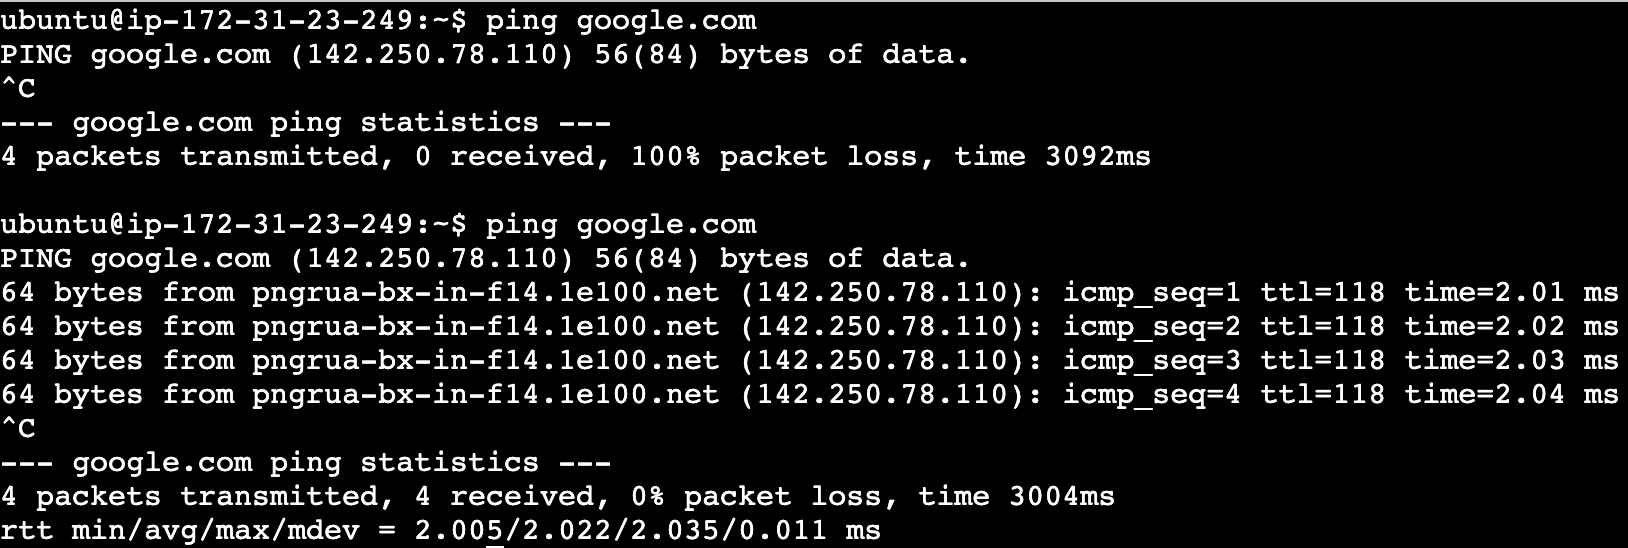 ubuntu@ip-172-31-23-249:~$ ping google.com
PING google.com (142.250.78.110) 56(84) bytes of data.
^C
--- google.com ping statistics ---
4 packets transmitted, 0 received, 100% packet loss, time 3092ms

ubuntu@ip-172-31-23-249:~$ ping google.com
PING google.com (142.250.78.110) 56(84) bytes of data.
64 bytes from pngrua-bx-in-f14.1e100.net (142.250.78.110): icmp_seq=1 ttl=118 time=2.01 ms
64 bytes from pngrua-bx-in-f14.1e100.net (142.250.78.110): icmp_seq=2 ttl=118 time=2.02 ms
64 bytes from pngrua-bx-in-f14.1e100.net (142.250.78.110): icmp_seq=3 ttl=118 time=2.03 ms
64 bytes from pngrua-bx-in-f14.1e100.net (142.250.78.110): icmp_seq=4 ttl=118 time=2.04 ms
^C
--- google.com ping statistics ---
4 packets transmitted, 4 received, 0% packet loss, time 3004ms
rtt min/avg/max/mdev = 2.005/2.022/2.035/0.011 ms